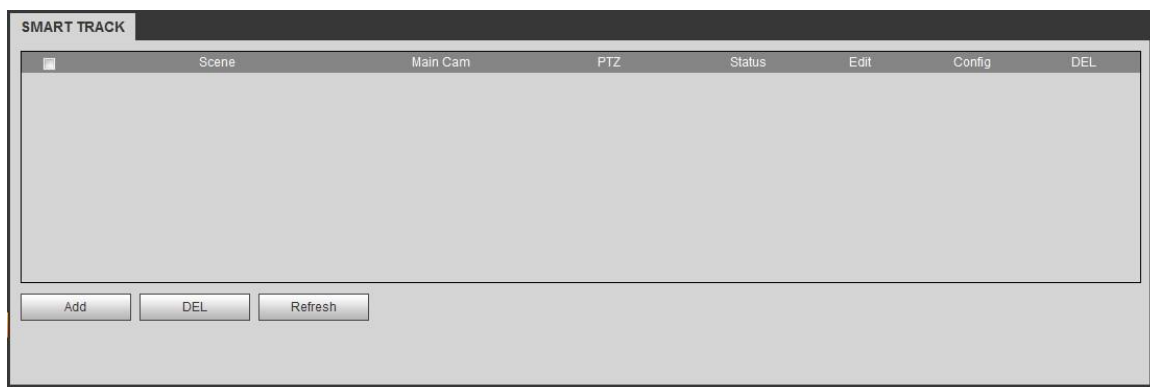 SMART TRACK
Scene Main Cam PTZ Status Edit Config DEL
Add DEL Refresh